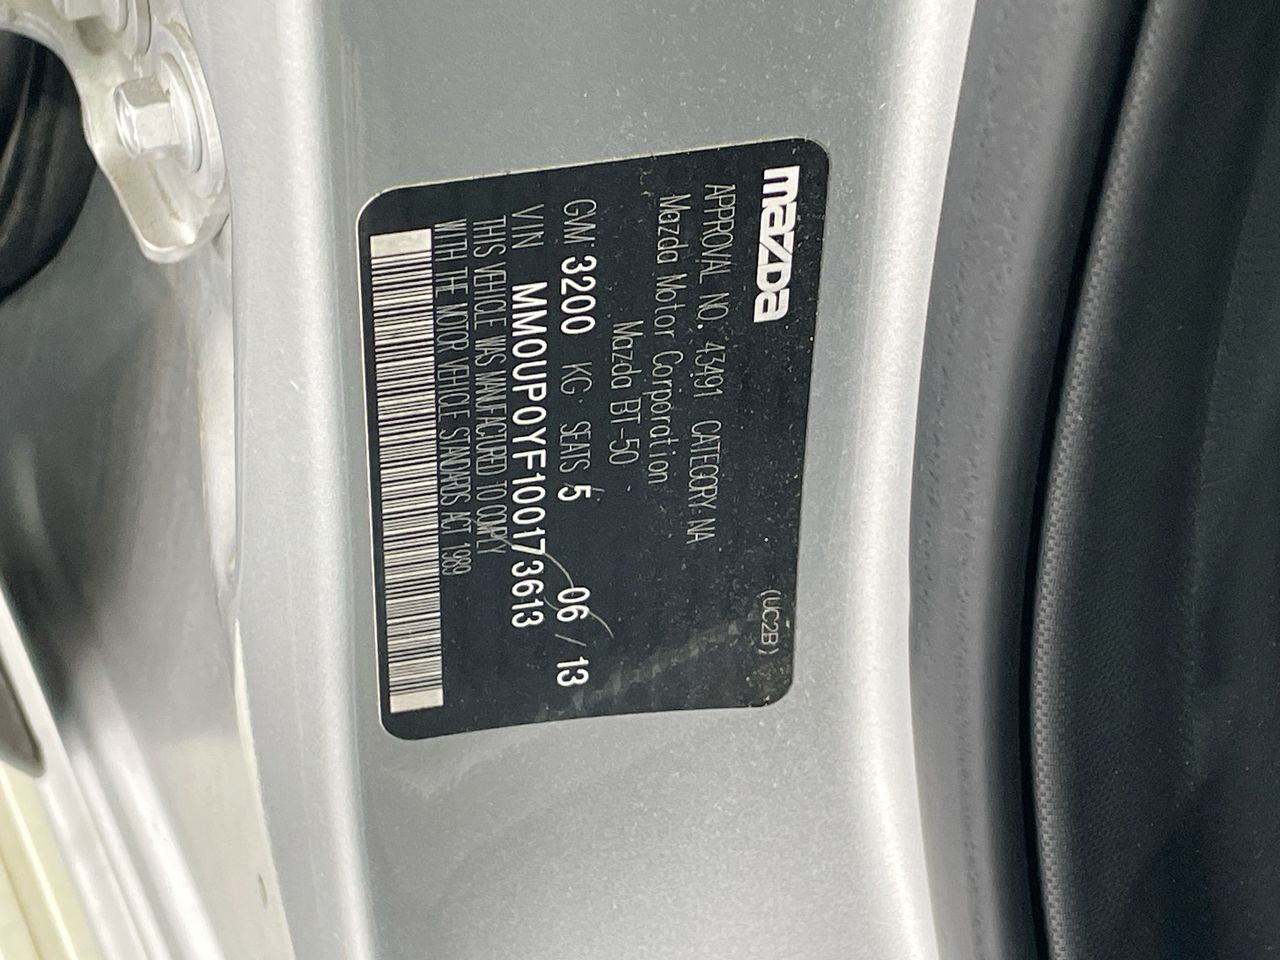 mazda (UC2B)
APPROVAL NO. 43491 CATEGORY NA
Mazda Motor Corporation
Mazda BT-50
GVM 3200 KG SEATS 5 06 / 13
VIN MM0UP0YF100173613
THIS VEHICLE WAS MANFACTURED TO COMPLY
WITH THE MOTOR VEHICLE STANDARDS ACT 1989